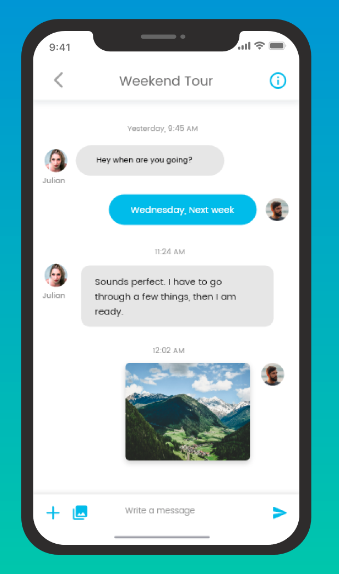 9:41
Weekend Tour
Yesterday, 9:45 AM
Hey when are you going?
Julian
Wednesday, Next week
11:24 AM
Sounds perfect. I have to go
through a few things, then I am
ready.
Julian
12:02 AM
Write a message